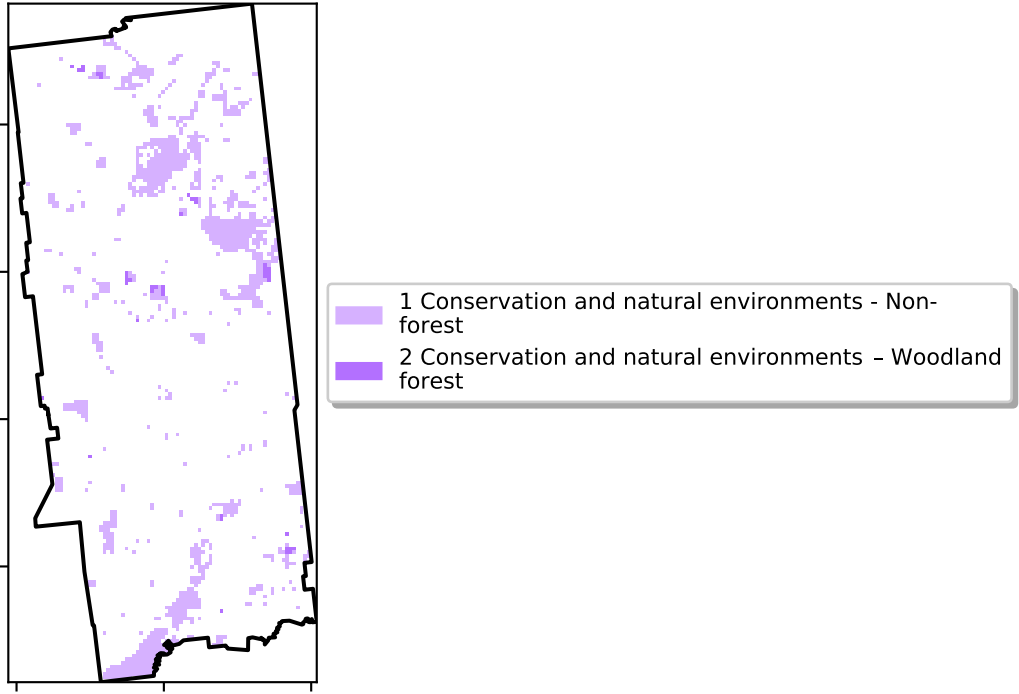 1 Conservation and natural environments - Non-
forest
2 Conservation and natural environments – Woodland
forest